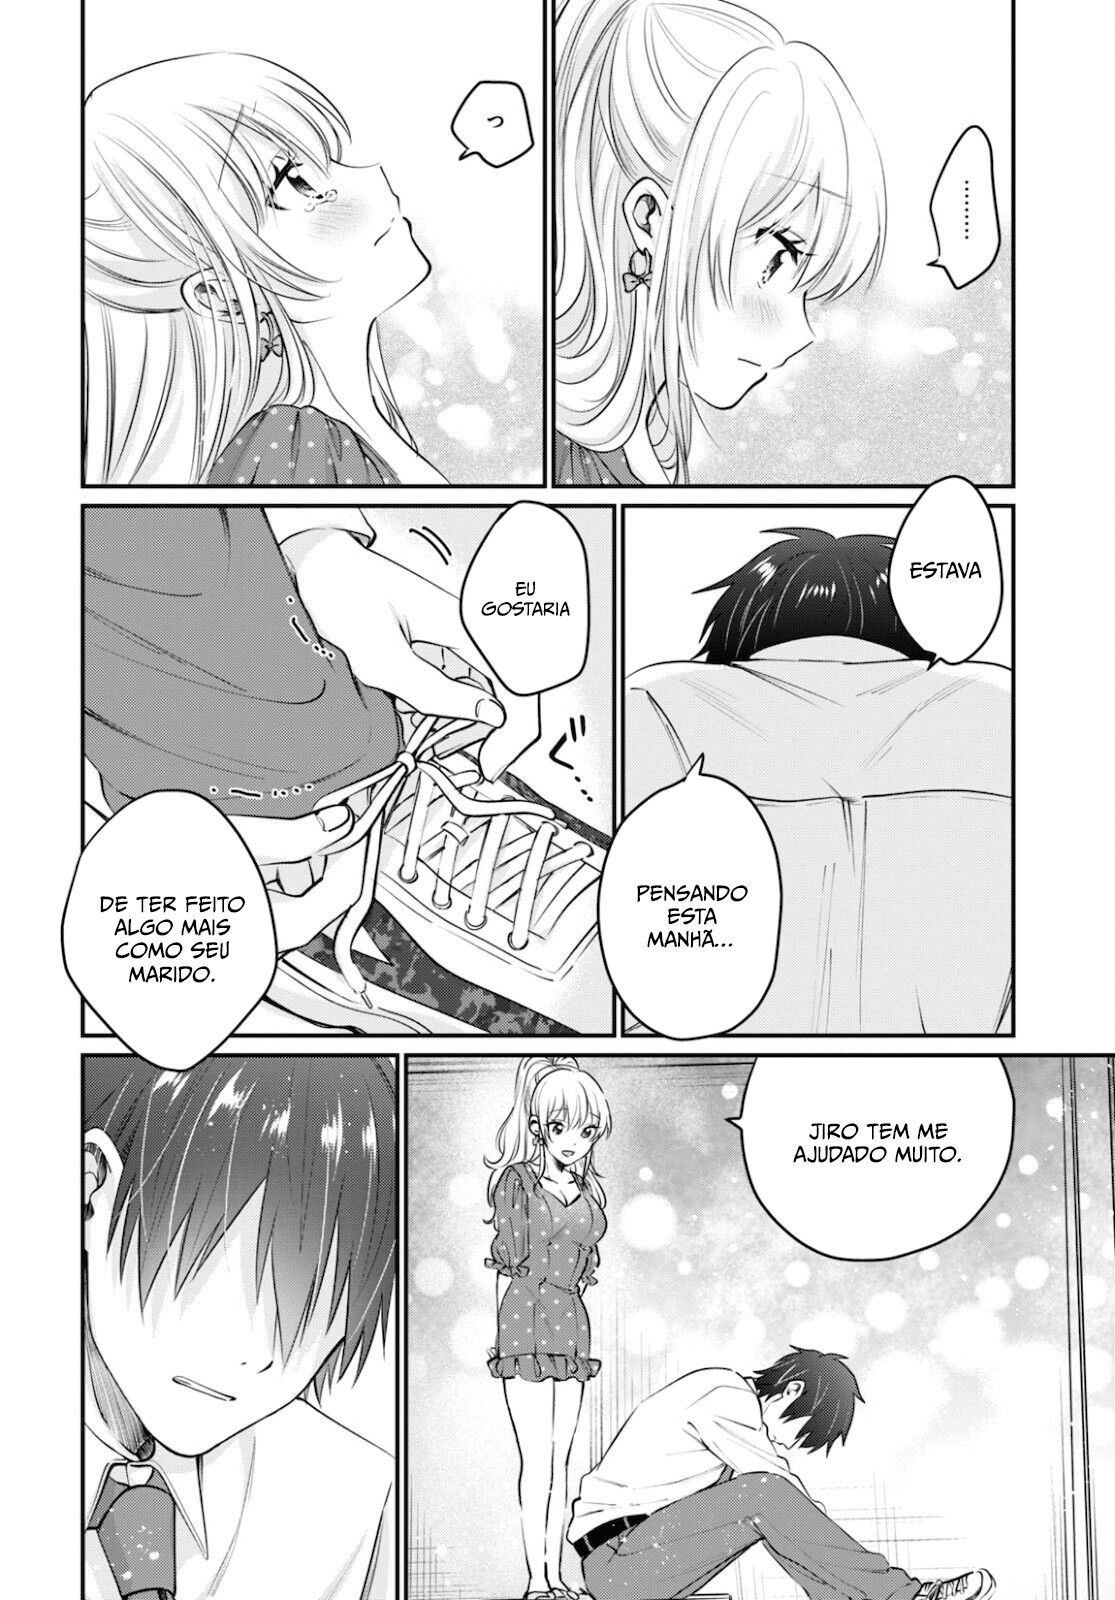 ………
っ
ESTAVA
PENSANDO
ESTA
MANHÃ...
EU
GOSTARIA
DE TER FEITO
ALGO MAIS
COMO SEU
MARIDO.
JIRO TEM ME
AJUDADO MUITO.